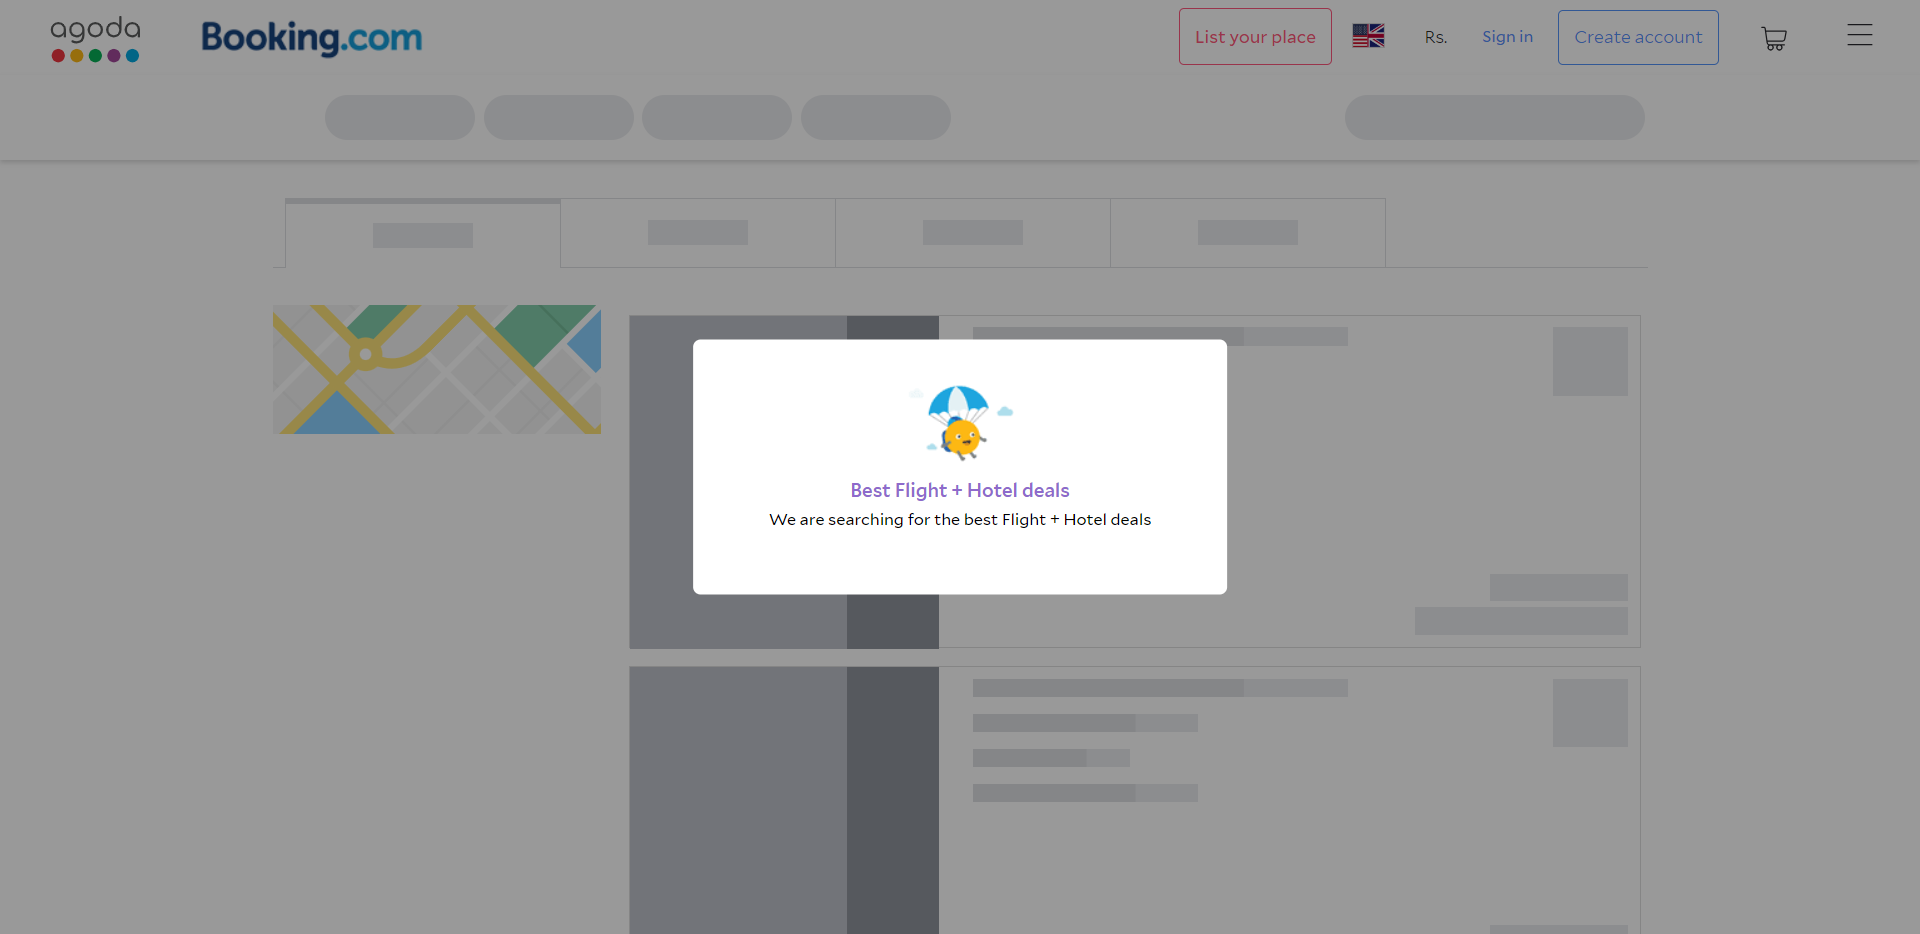 agoda
Booking.com
List your place
Rs.
Sign in
Create account
Best Flight + Hotel deals
We are searching for the best Flight + Hotel deals